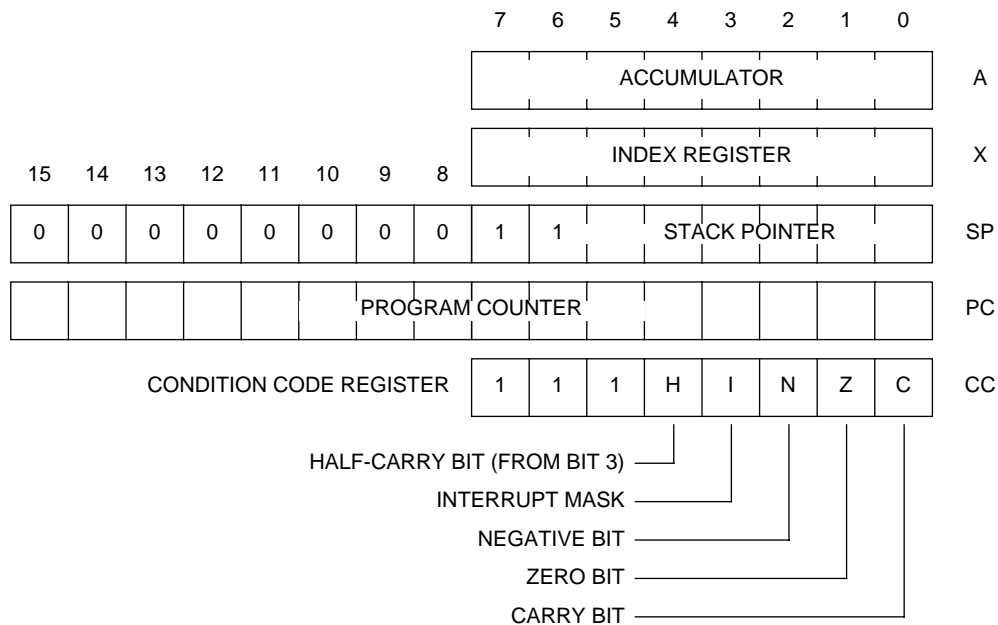 7 6 5 4 3 2 1 0
ACCUMULATOR A
INDEX REGISTER X
15 14 13 12 11 10 9 8
0 0 0 0 0 0 0 0 1 1 STACK POINTER SP
PROGRAM COUNTER PC
CONDITION CODE REGISTER 1 1 1 H I N Z C CC
HALF-CARRY BIT (FROM BIT 3)
INTERRUPT MASK
NEGATIVE BIT
ZERO BIT
CARRY BIT